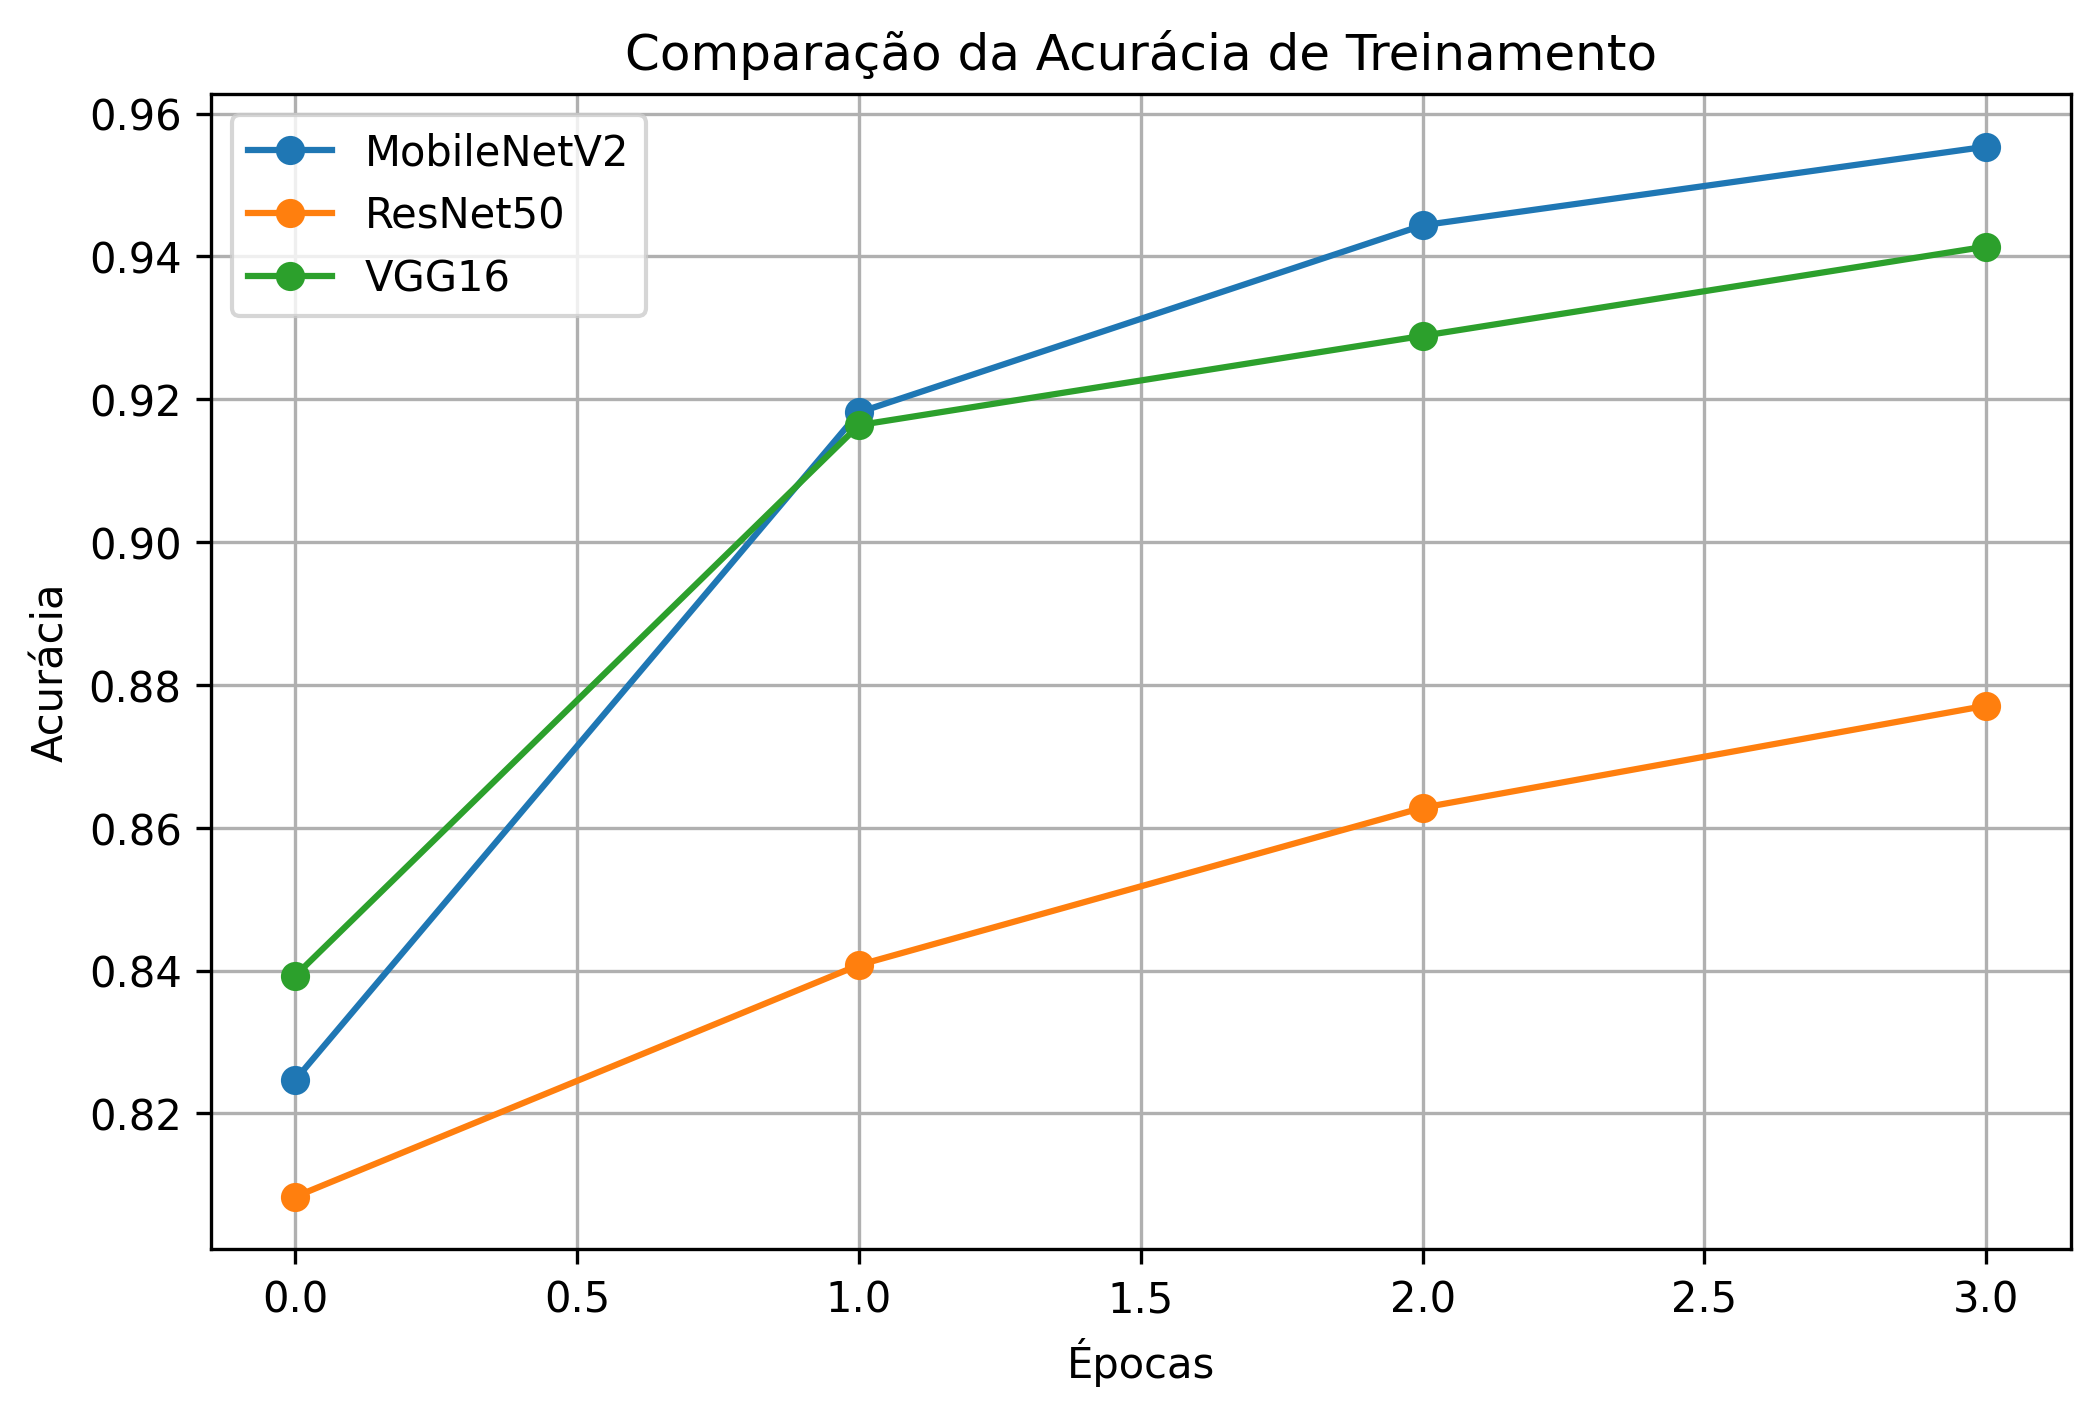 Comparação da Acurácia de Treinamento
0.96
0.94
0.92
0.90
0.88
0.86
0.84
0.82
Acurácia
MobileNetV2
ResNet50
VGG16
0.0 0.5 1.0 1.5 2.0 2.5 3.0
Épocas